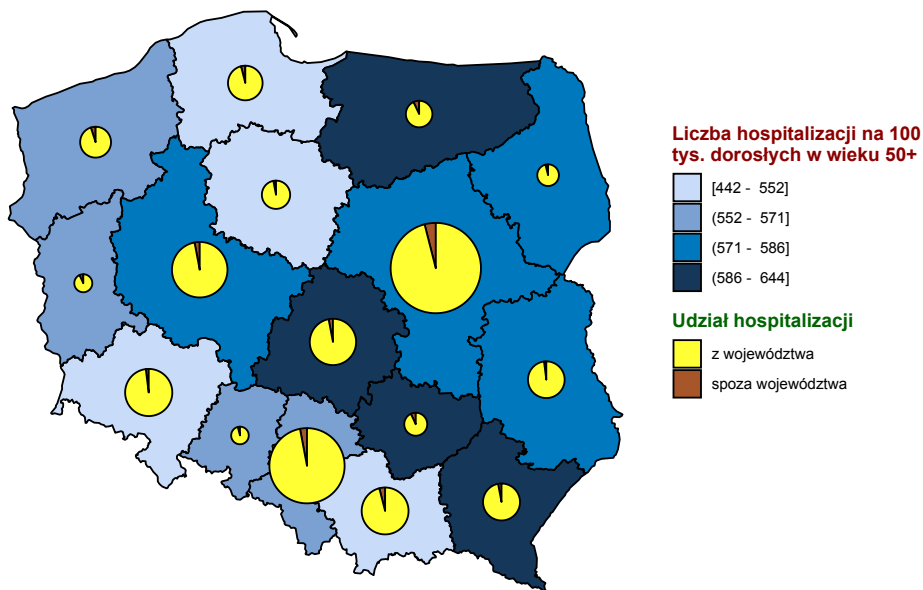 Liczba hospitalizacji na 100
tys. dorosłych w wieku 50+
[442 - 552]
(552 - 571]
(571 - 586]
(586 - 644]
Udział hospitalizacji
z województwa
spoza województwa